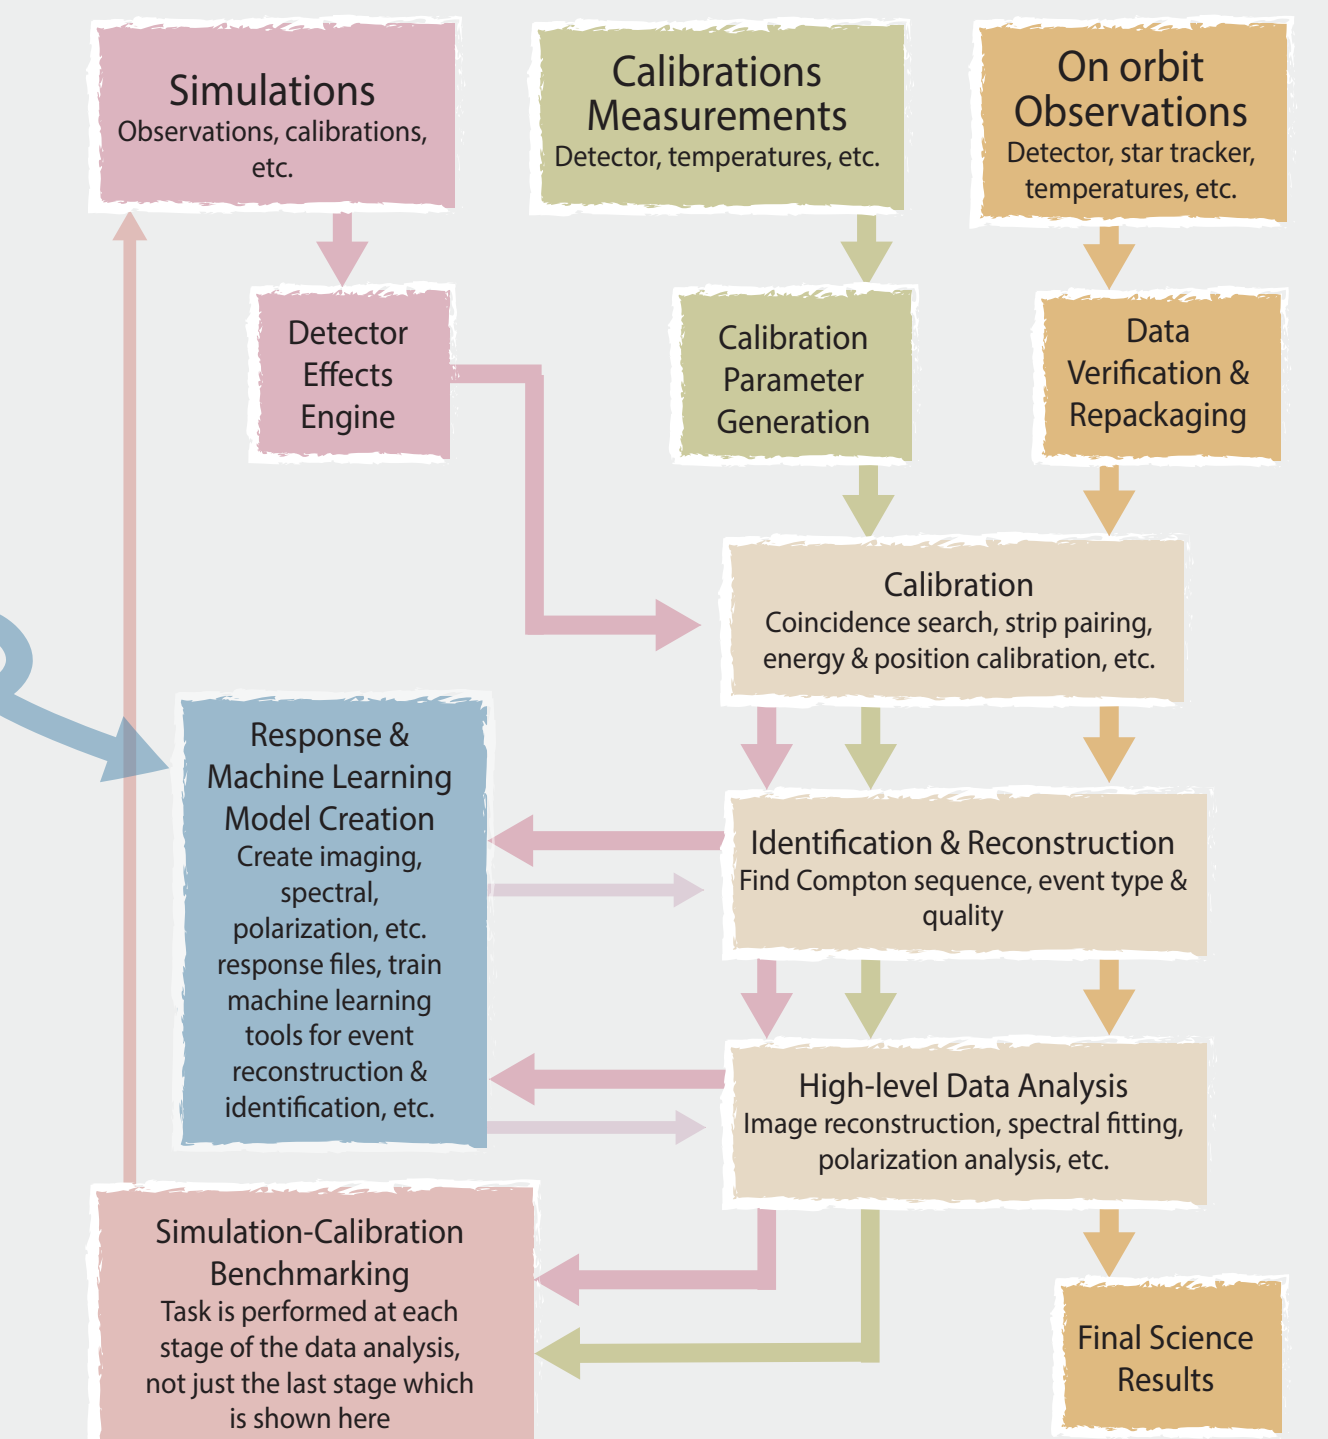 Simulations
Observations, calibrations,
etc.
Calibrations
Measurements
Detector, temperatures, etc.
On orbit
Observations
Detector, star tracker,
temperatures, etc.
Detector
Effects
Engine
Calibration
Parameter
Generation
Data
Verification &
Repackaging
Calibration
Coincidence search, strip pairing,
energy & position calibration, etc.
Response &
Machine Learning
Model Creation
Create imaging,
spectral,
polarization, etc.
response files, train
machine learning
tools for event
reconstruction &
identification, etc.
Identification & Reconstruction
Find Compton sequence, event type &
quality
High-level Data Analysis
Image reconstruction, spectral fitting,
polarization analysis, etc.
Simulation-Calibration
Benchmarking
Task is performed at each
stage of the data analysis,
not just the last stage which
is shown here
Final Science
Results